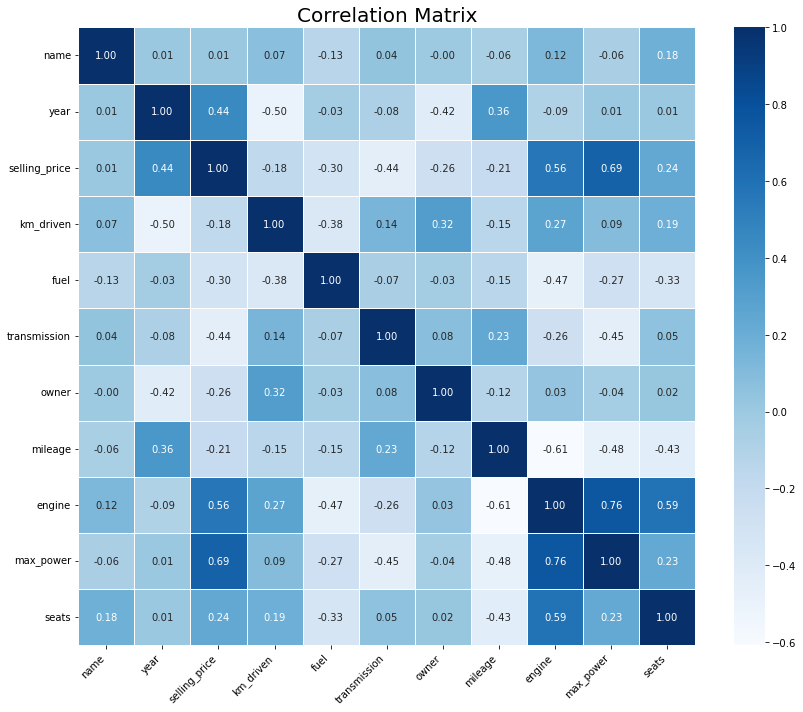 Correlation Matrix
name 1.00 0.01 0.01 0.07 -0.13 0.04 -0.00 -0.06 0.12 -0.06 0.18
year 0.01 1.00 0.44 -0.50 -0.03 -0.08 -0.42 0.36 -0.09 0.01 0.01
selling_price 0.01 0.44 1.00 -0.18 -0.30 -0.44 -0.26 -0.21 0.56 0.69 0.24
km_driven 0.07 -0.50 -0.18 1.00 -0.38 0.14 0.32 -0.15 0.27 0.09 0.19
fuel -0.13 -0.03 -0.30 -0.38 1.00 -0.07 -0.03 -0.15 -0.47 -0.27 -0.33
transmission 0.04 -0.08 -0.44 0.14 -0.07 1.00 0.08 0.23 -0.26 -0.45 0.05
owner -0.00 -0.42 -0.26 0.32 -0.03 0.08 1.00 -0.12 0.03 -0.04 0.02
mileage -0.06 0.36 -0.21 -0.15 -0.15 0.23 -0.12 1.00 -0.61 -0.48 -0.43
engine 0.12 -0.09 0.56 0.27 -0.47 -0.26 0.03 -0.61 1.00 0.76 0.59
max_power -0.06 0.01 0.69 0.09 -0.27 -0.45 -0.04 -0.48 0.76 1.00 0.23
seats 0.18 0.01 0.24 0.19 -0.33 0.05 0.02 -0.43 0.59 0.23 1.00
name year selling_price km_driven fuel transmission owner mileage engine max_power seats
1.0
0.8
0.6
0.4
0.2
0.0
−0.2
−0.4
−0.6